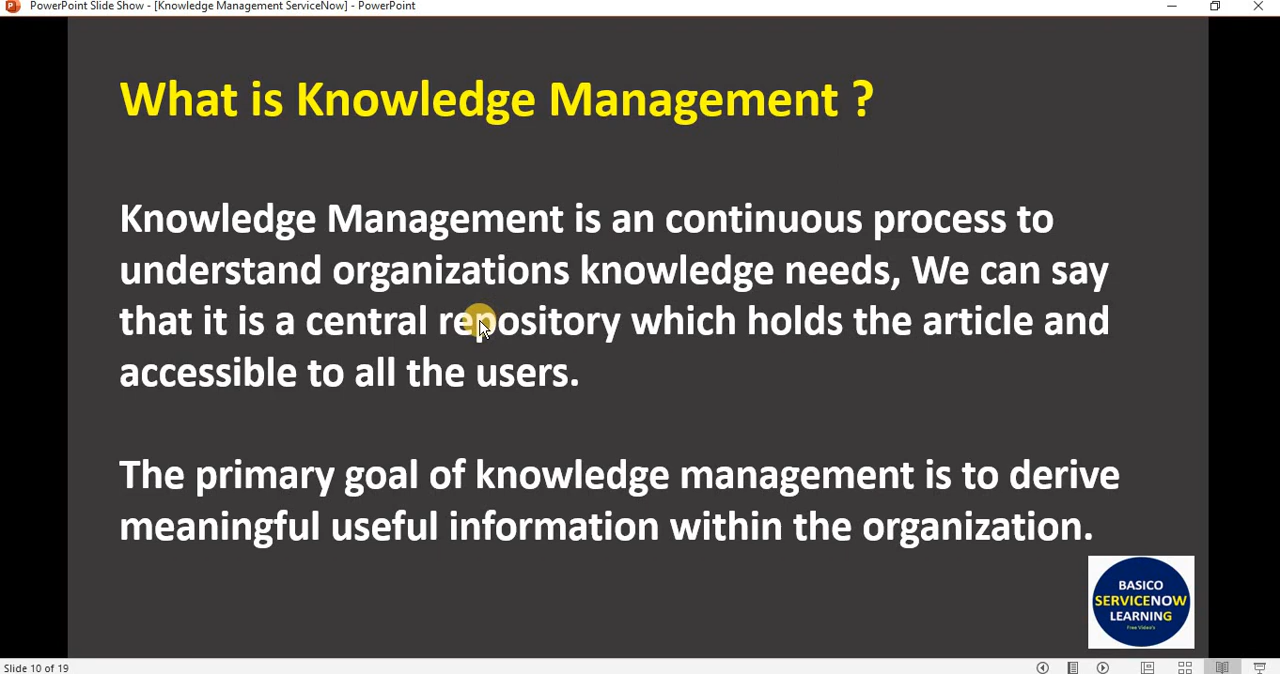 PowerPoint Slide Show - [Knowledge Management ServiceNow] - PowerPoint
What is Knowledge Management ?
Knowledge Management is an continuous process to
understand organizations knowledge needs, We can say
that it is a central repository which holds the article and
accessible to all the users.
The primary goal of knowledge management is to derive
meaningful useful information within the organization.
BASICO
SERVICENOW
LEARNING
Free Video's
Slide 10 of 19